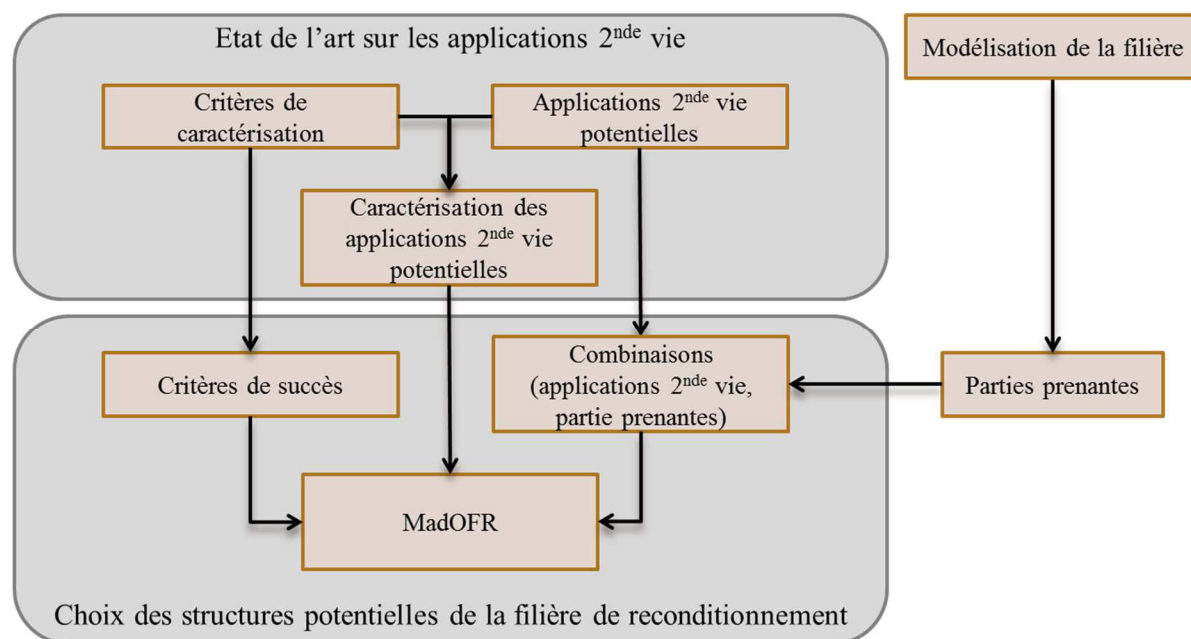 Etat de l’art sur les applications 2nde vie
Modélisation de la filière
Critères de
caractérisation
Applications 2nde vie
potentielles
Caractérisation des
applications 2nde vie
potentielles
Critères de succès
Combinaisons
(applications 2nde vie,
partie prenantes)
Parties prenantes
MadOFR
Choix des structures potentielles de la filière de reconditionnement